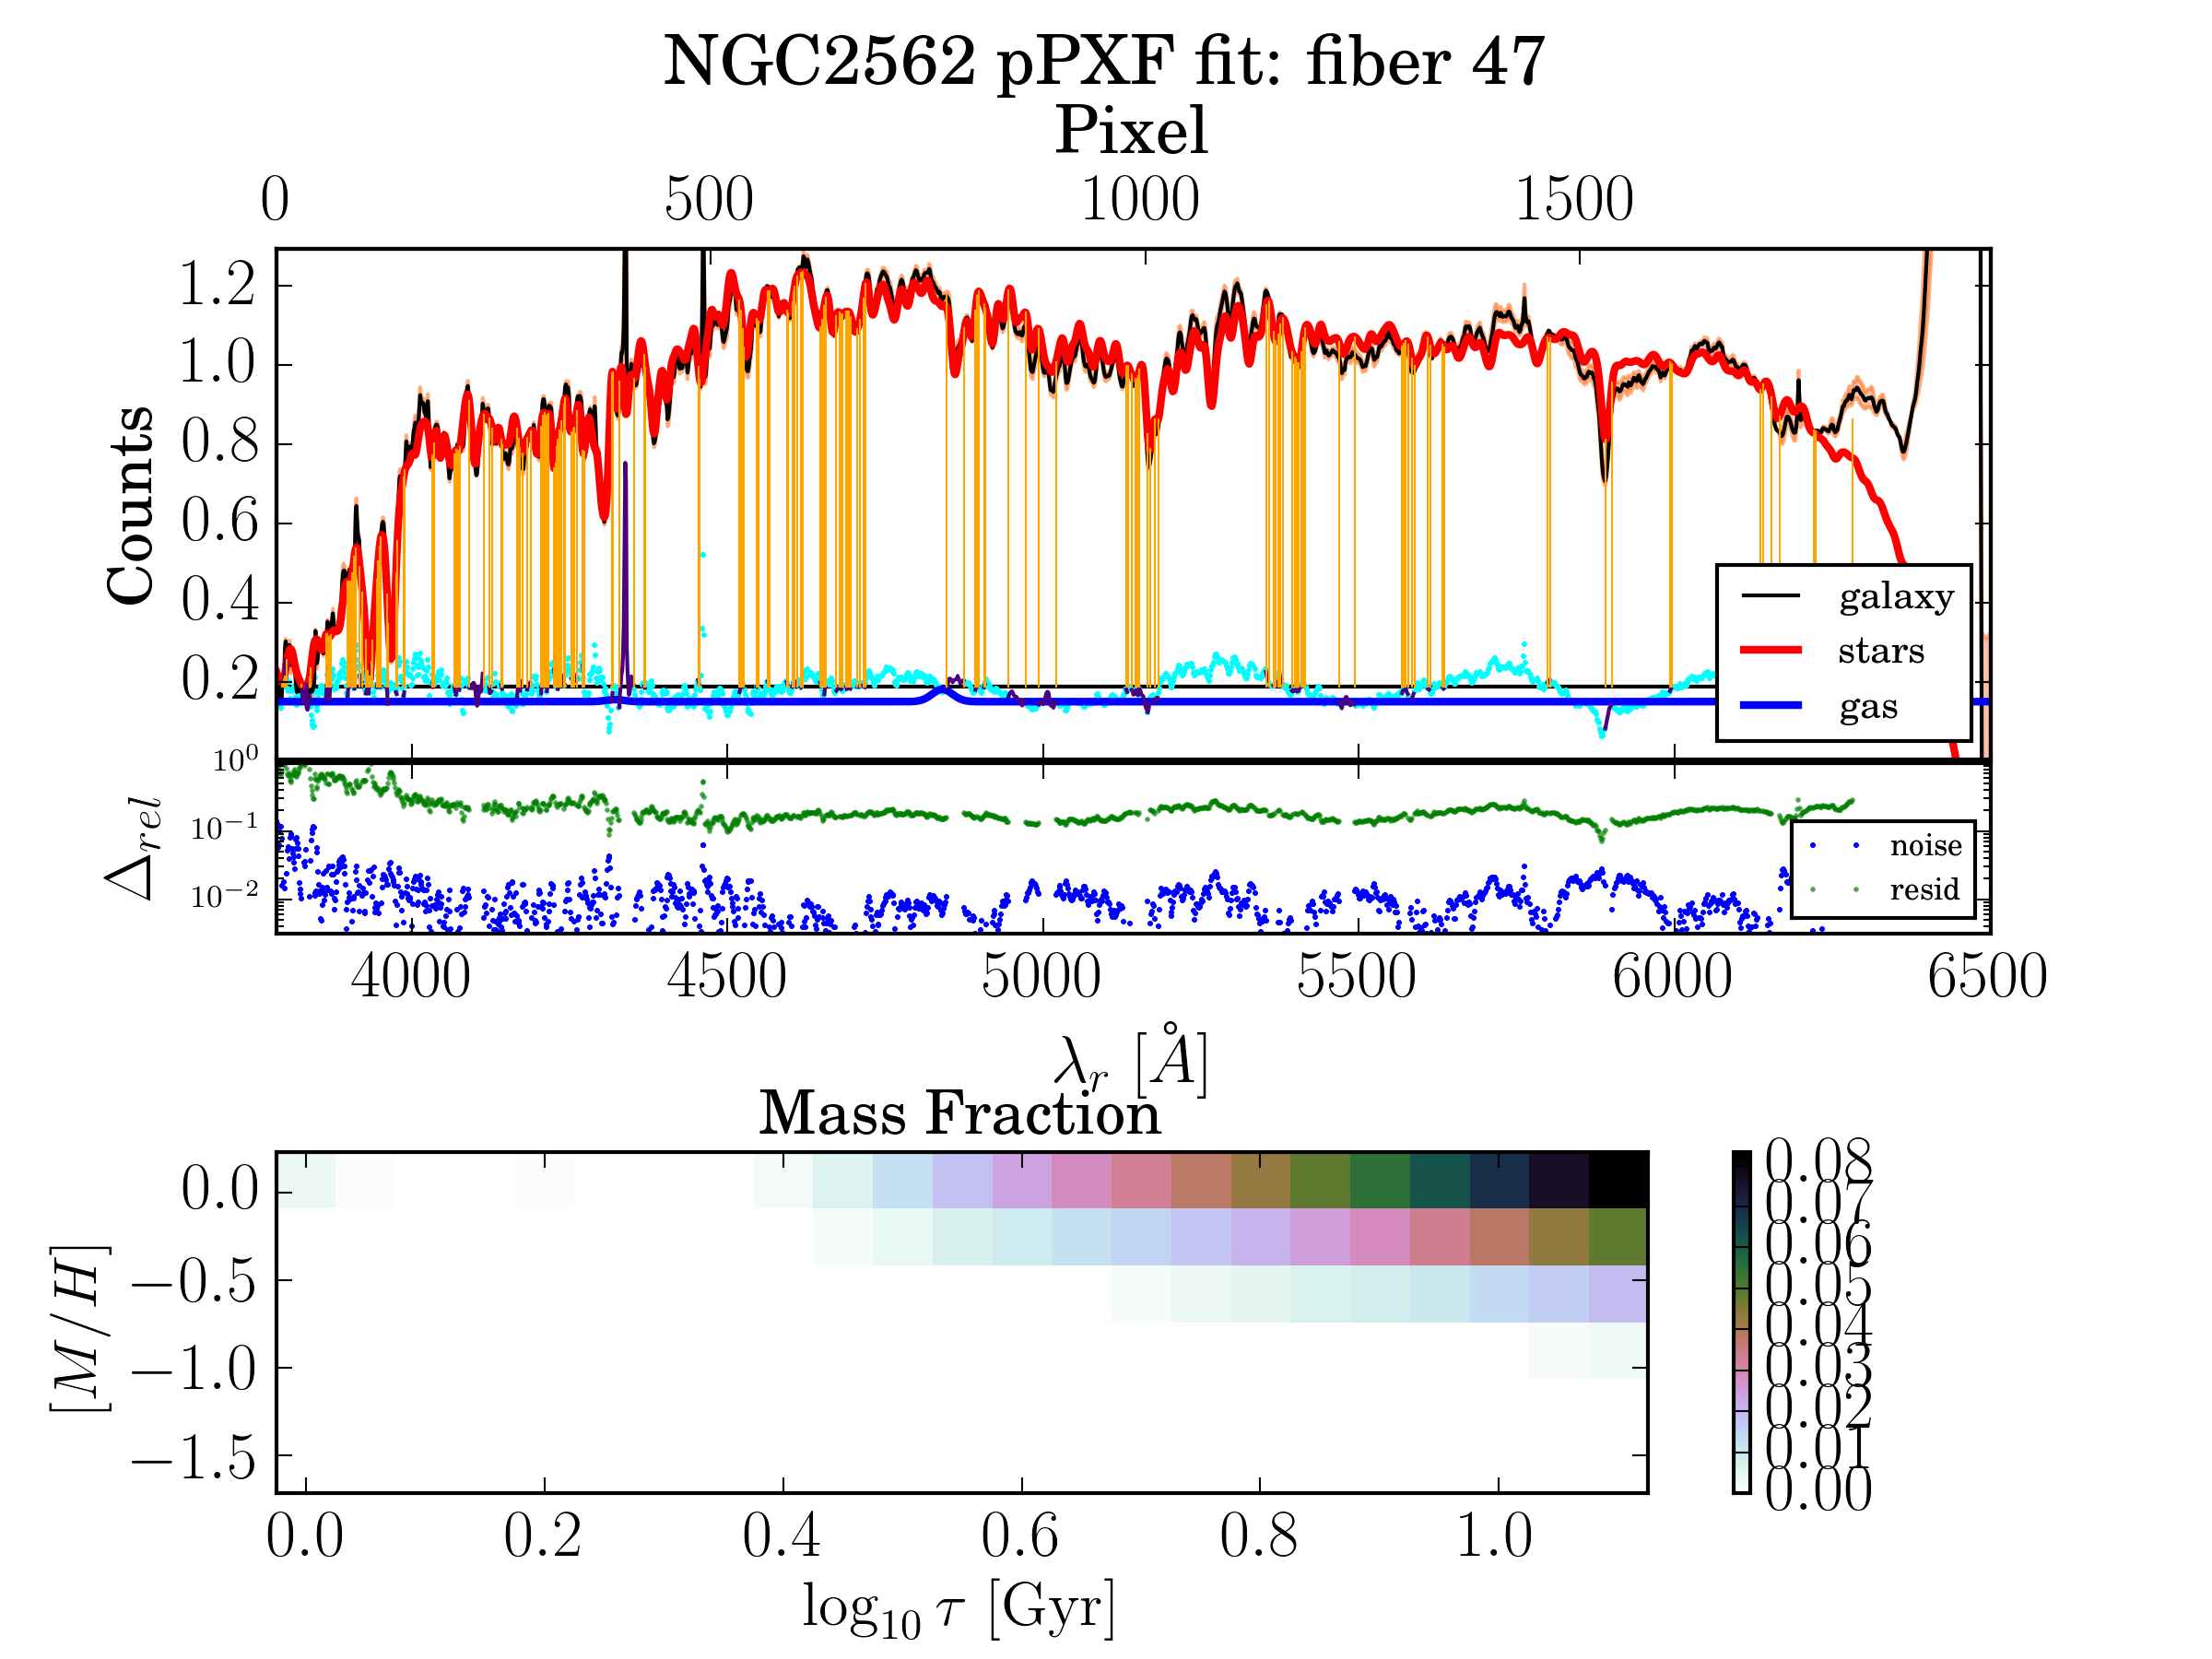 NGC2562 pPXF fit: fiber 47
Pixel
0 500 1000 1500
1.2
1.0
0.8
0.6
0.4
0.2
Counts
galaxy
stars
gas
10^0
10^-1
10^-2
Δ_rel
noise
resid
4000 4500 5000 5500 6000 6500
λ_r [Å]
Mass Fraction
0.0
−0.5
−1.0
−1.5
[M/H]
0.08
0.07
0.06
0.05
0.04
0.03
0.02
0.01
0.00
0.0 0.2 0.4 0.6 0.8 1.0
log_10 τ [Gyr]